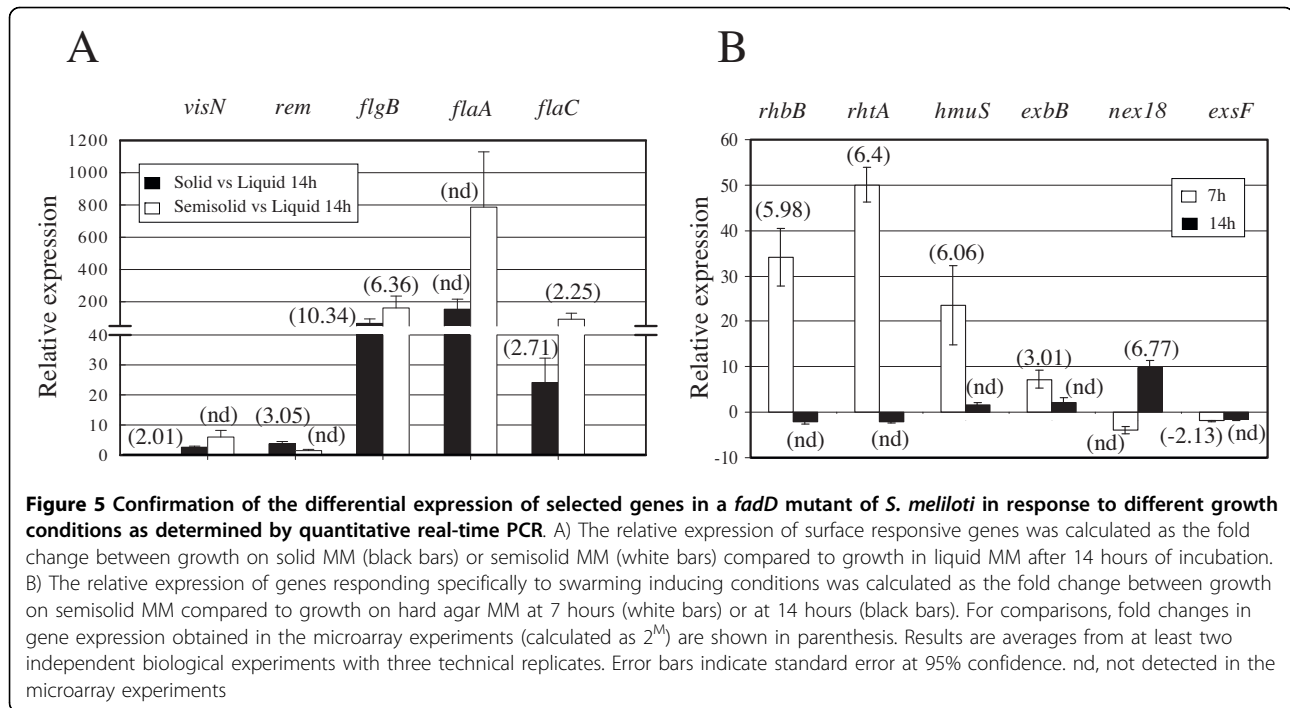 A
B
visN rem flgB flaA flaC
rhbB rhtA hmuS exbB nex18 exsF
Relative expression
1200
1000
800
600
400
200
40
30
20
10
0
Solid vs Liquid 14h
Semisolid vs Liquid 14h
(2.01)
(nd)
(3.05)
(nd)
(10.34)
(6.36)
(nd)
(nd)
(2.71)
(2.25)
Relative expression
60
50
40
30
20
10
0
-10
7h
14h
(5.98)
(nd)
(6.4)
(nd)
(6.06)
(nd)
(3.01)
(nd)
(nd)
(6.77)
(-2.13)
(nd)
Figure 5 Confirmation of the differential expression of selected genes in a fadD mutant of S. meliloti in response to different growth
conditions as determined by quantitative real-time PCR. A) The relative expression of surface responsive genes was calculated as the fold
change between growth on solid MM (black bars) or semisolid MM (white bars) compared to growth in liquid MM after 14 hours of incubation.
B) The relative expression of genes responding specifically to swarming inducing conditions was calculated as the fold change between growth
on semisolid MM compared to growth on hard agar MM at 7 hours (white bars) or at 14 hours (black bars). For comparisons, fold changes in
gene expression obtained in the microarray experiments (calculated as 2^M) are shown in parenthesis. Results are averages from at least two
independent biological experiments with three technical replicates. Error bars indicate standard error at 95% confidence. nd, not detected in the
microarray experiments